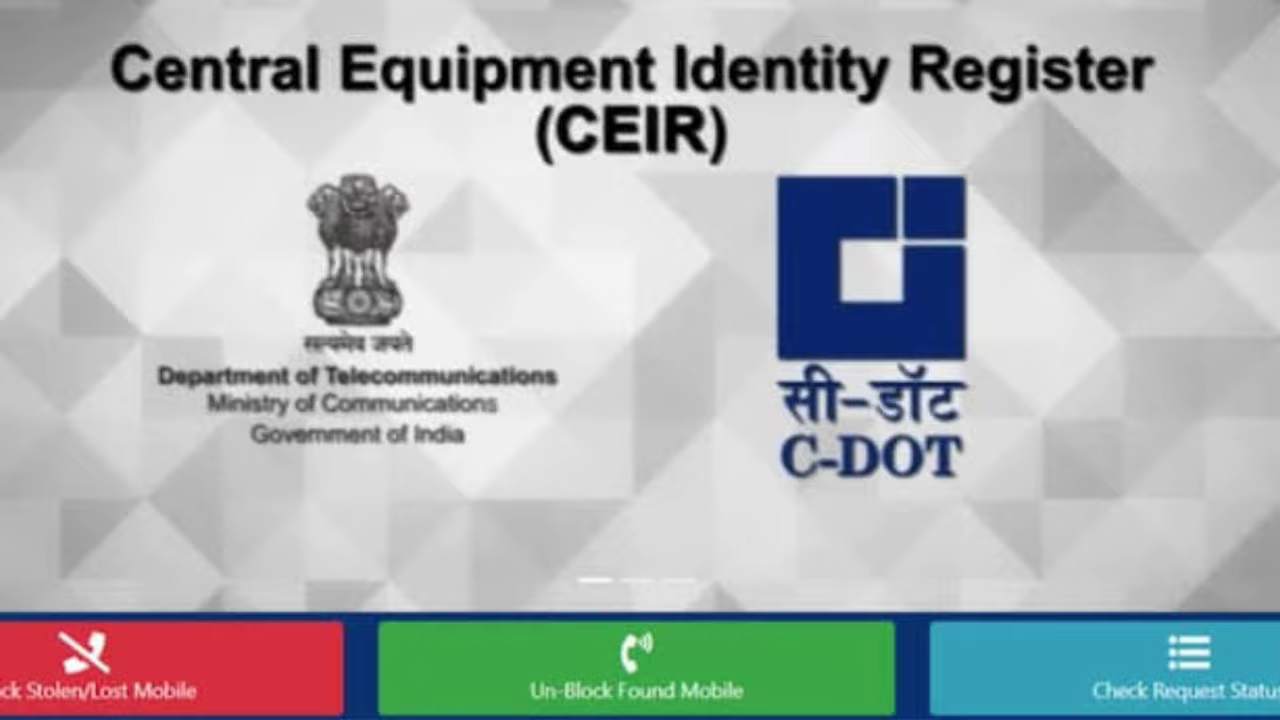 Central Equipment Identity Register
(CEIR)
सत्यमेव जयते
Department of Telecommunications
Ministry of Communications
Government of India
सी-डॉट
C-DOT
ck Stolen/Lost Mobile
Un-Block Found Mobile
Check Request Status